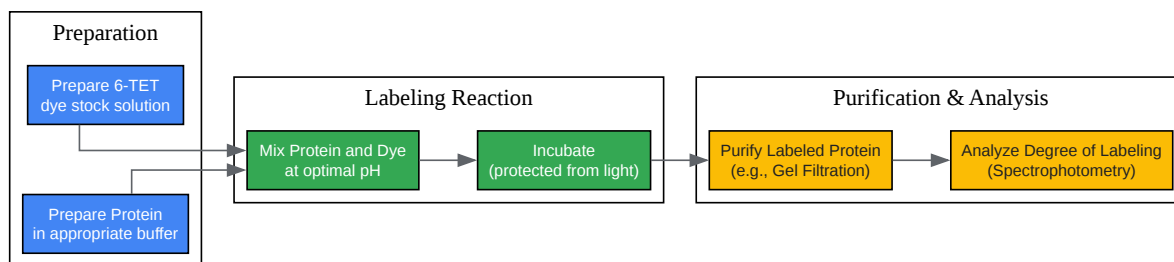 Preparation
Prepare 6-TET
dye stock solution
Prepare Protein
in appropriate buffer
Labeling Reaction
Mix Protein and Dye
at optimal pH
Incubate
(protected from light)
Purification & Analysis
Purify Labeled Protein
(e.g., Gel Filtration)
Analyze Degree of Labeling
(Spectrophotometry)